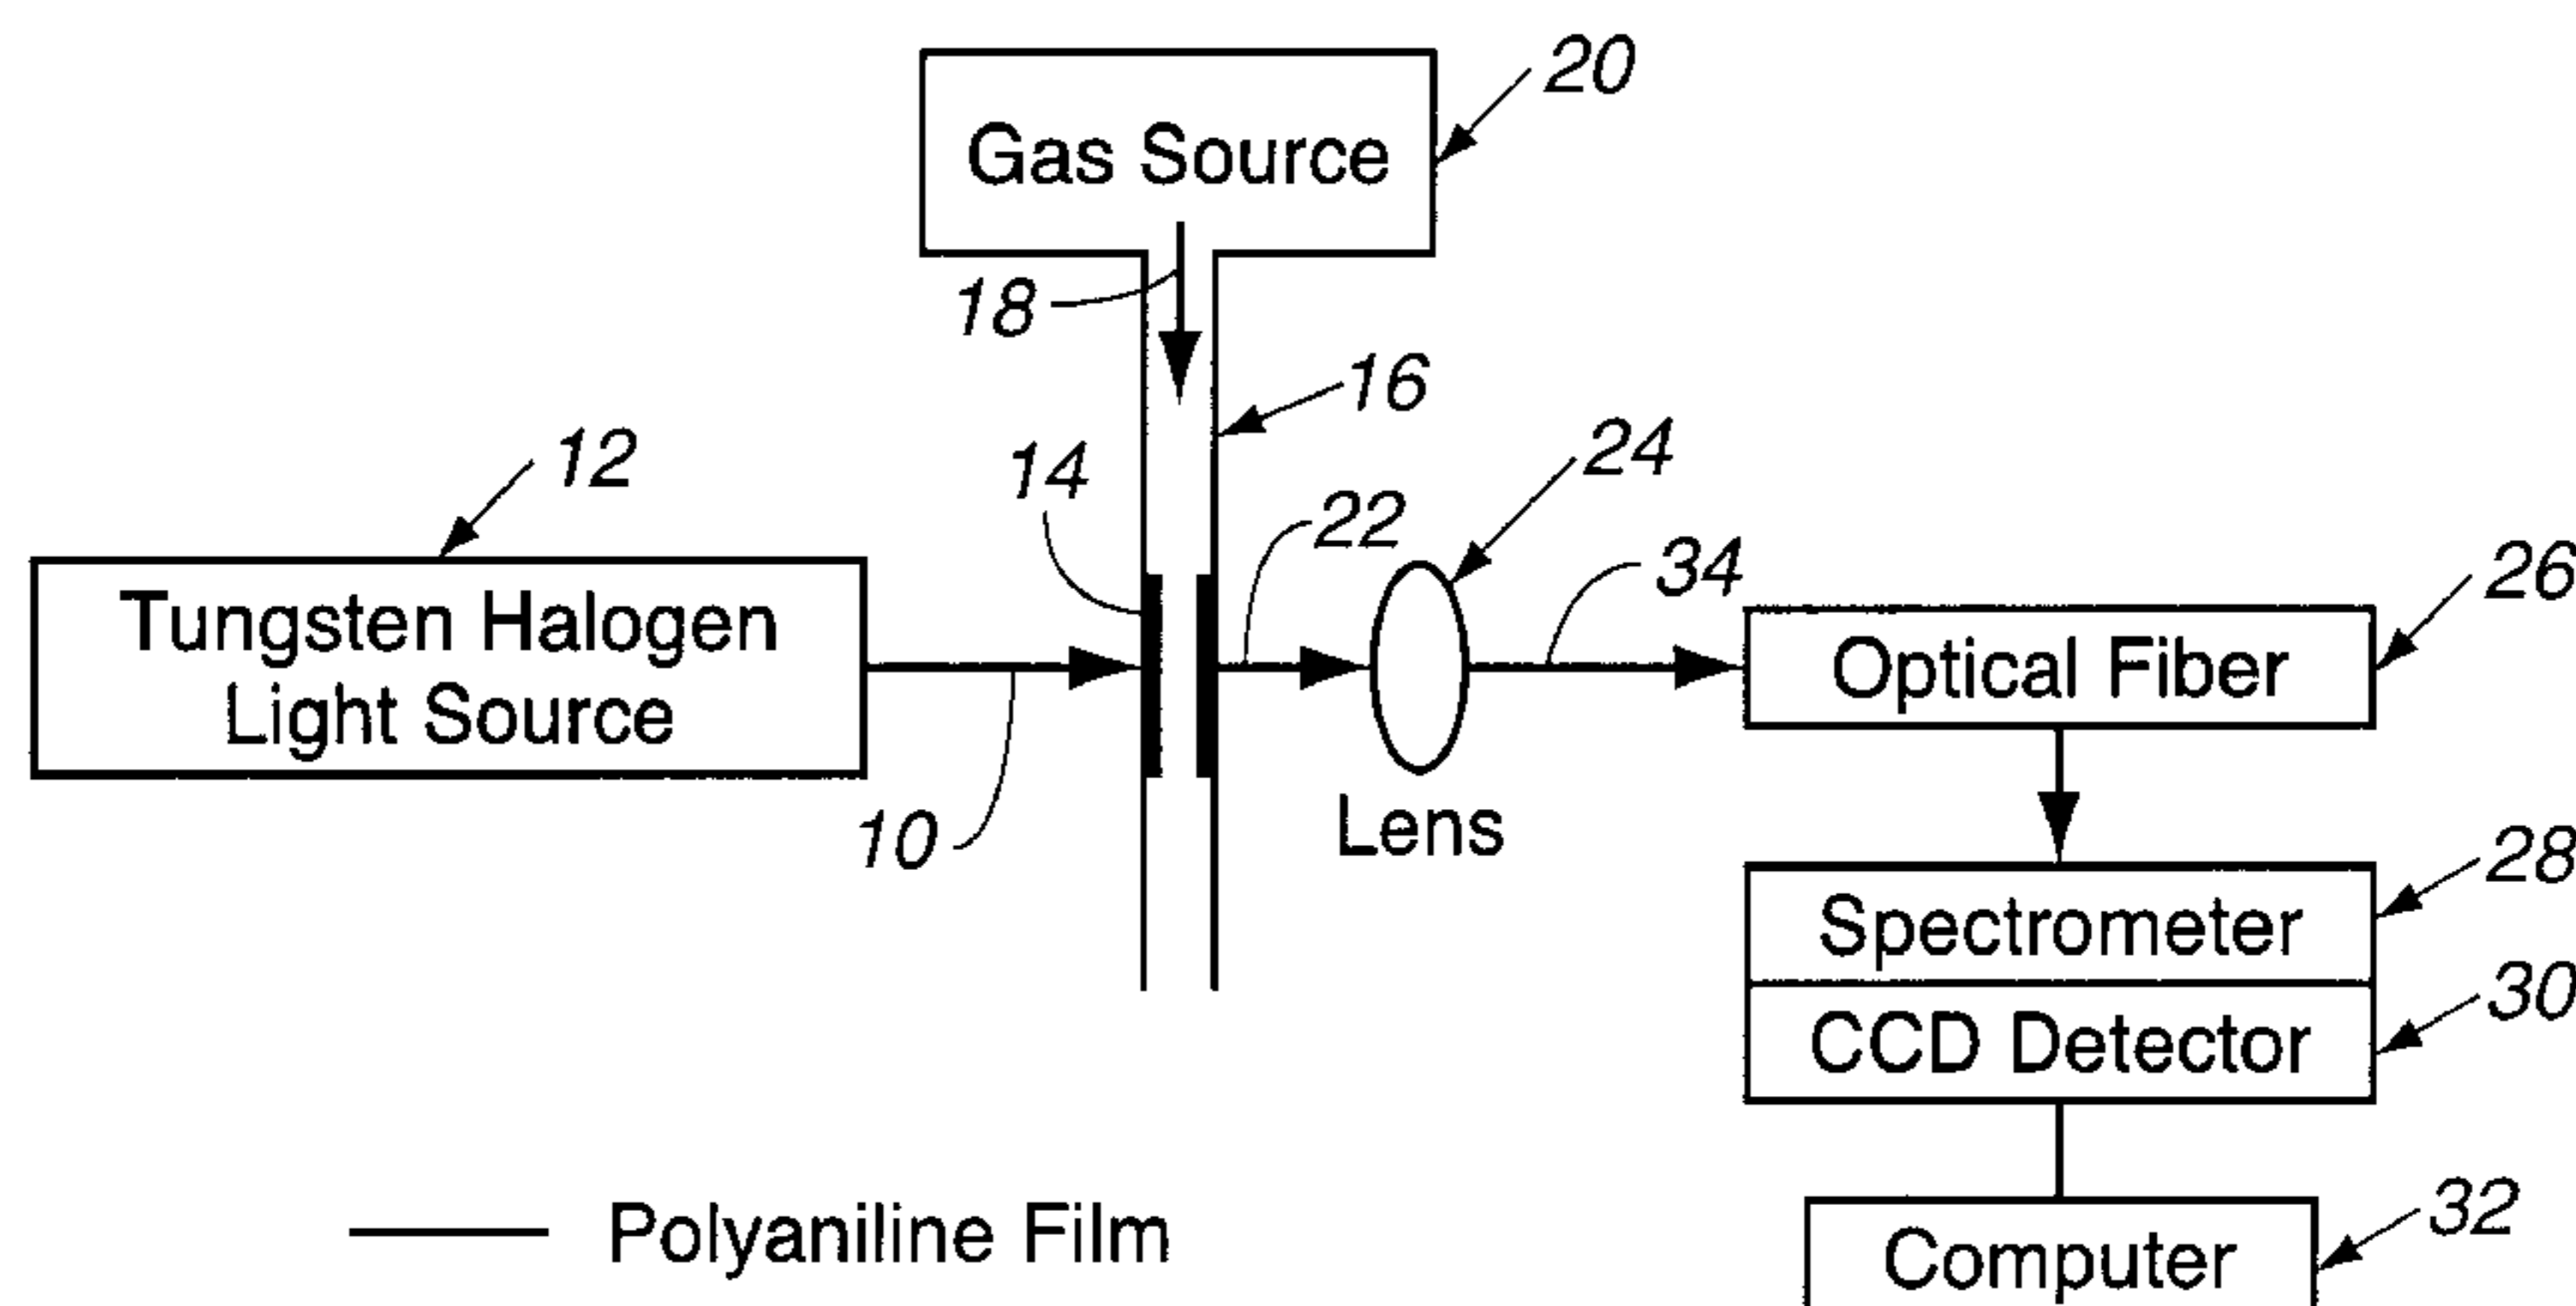 20
Gas Source
18
16
12
14
24
22
34
26
Tungsten Halogen
Light Source
Optical Fiber
10
Lens
28
Spectrometer
30
CCD Detector
32
Polyaniline Film
Computer